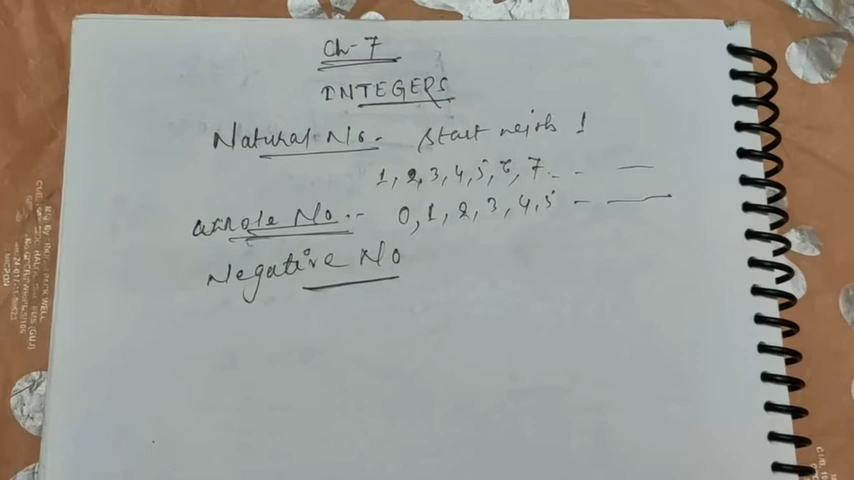 Ch-7
INTEGERS
Natural No. Start with 1
1, 2, 3, 4, 5, 6, 7 - - —
Whole No. - 0, 1, 2, 3, 4, 5 - —
Negative No